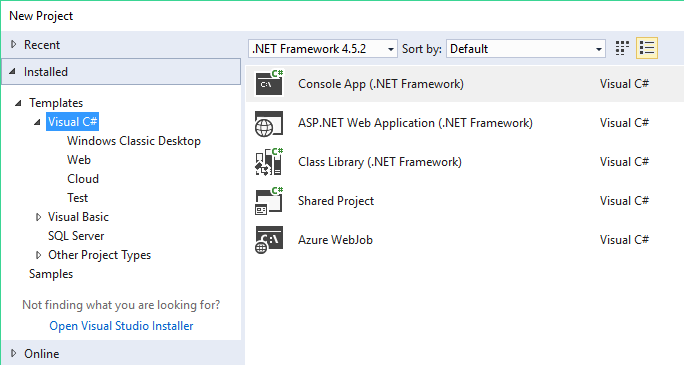 New Project
Recent
.NET Framework 4.5.2 Sort by: Default
Installed
Templates
Visual C#
Windows Classic Desktop
Web
Cloud
Test
Visual Basic
SQL Server
Other Project Types
Samples
Not finding what you are looking for?
Open Visual Studio Installer
Online
C# C:\ Console App (.NET Framework) Visual C#
C# ASP.NET Web Application (.NET Framework) Visual C#
C# Class Library (.NET Framework) Visual C#
C# Shared Project Visual C#
C:\ Azure WebJob Visual C#